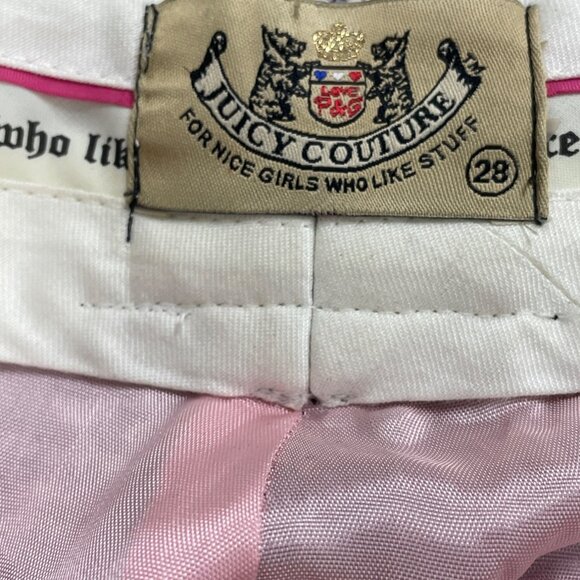 LOVE
P&G
JUICY COUTURE
FOR NICE GIRLS WHO LIKE STUFF
28
who lik
ce